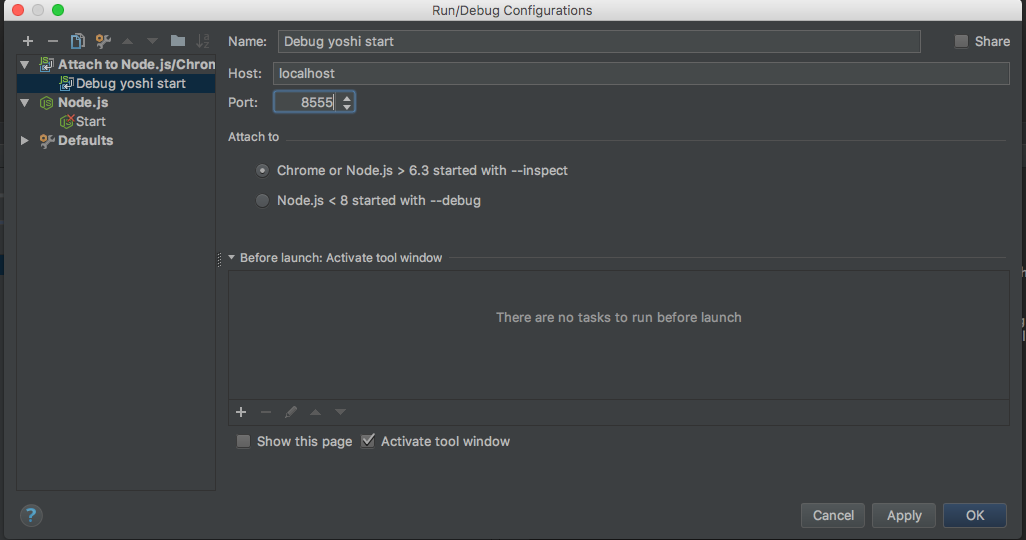 Run/Debug Configurations
Attach to Node.js/Chrom
Debug yoshi start
Node.js
Start
Defaults
Name: Debug yoshi start Share
Host: localhost
Port: 8555
Attach to
Chrome or Node.js > 6.3 started with --inspect
Node.js < 8 started with --debug
Before launch: Activate tool window
There are no tasks to run before launch
Show this page Activate tool window
? Cancel Apply OK